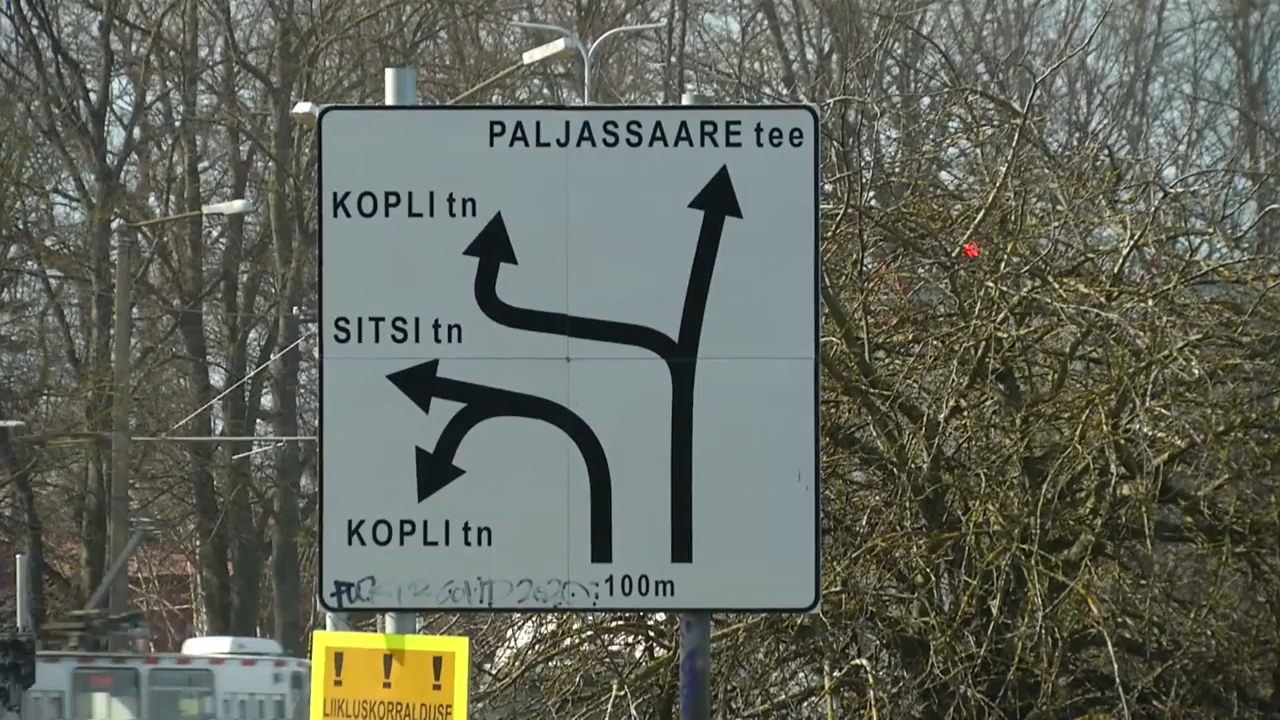 PALJASSAARE tee
KOPLI tn
SITSI tn
KOPLI tn
100m
! ! !
LIIKLUSKORRALDUSE